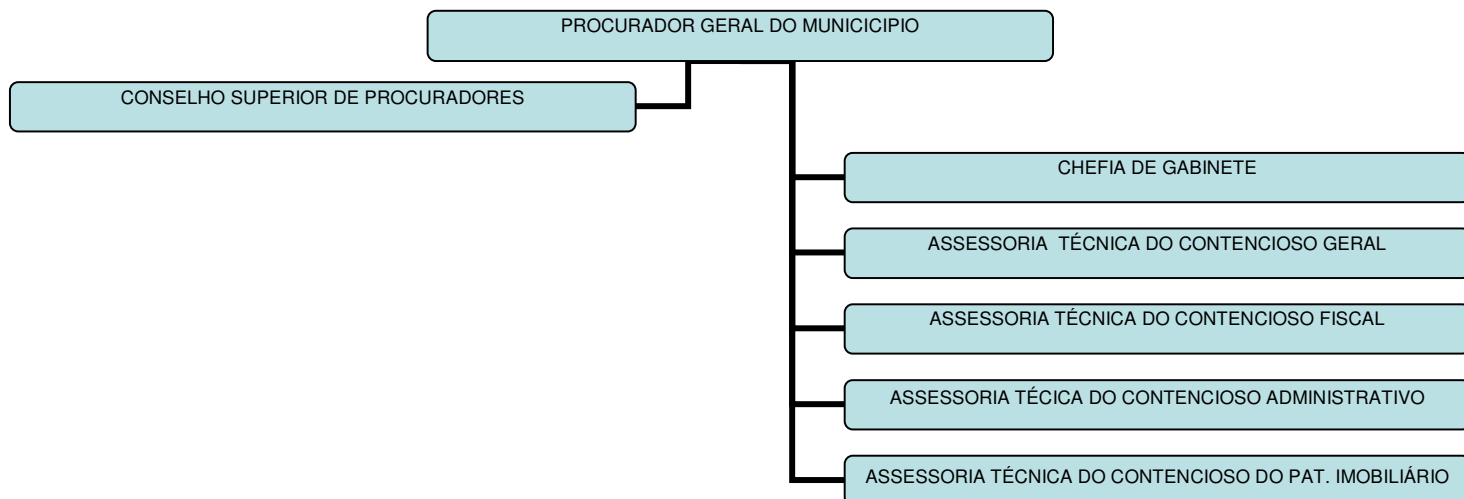 PROCURADOR GERAL DO MUNICICIPIO
CONSELHO SUPERIOR DE PROCURADORES
CHEFIA DE GABINETE
ASSESSORIA TÉCNICA DO CONTENCIOSO GERAL
ASSESSORIA TÉCNICA DO CONTENCIOSO FISCAL
ASSESSORIA TÉCICA DO CONTENCIOSO ADMINISTRATIVO
ASSESSORIA TÉCNICA DO CONTENCIOSO DO PAT. IMOBILIÁRIO